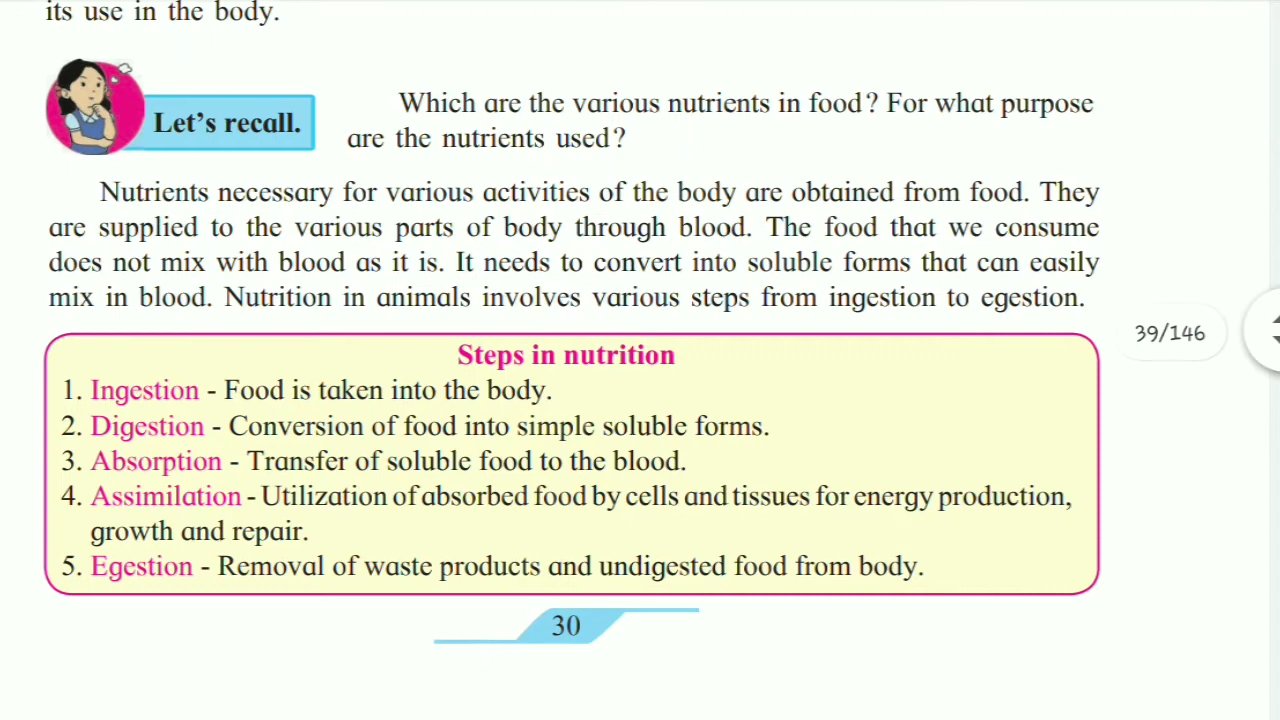 its use in the body.
Let's recall.
Which are the various nutrients in food? For what purpose
are the nutrients used?
Nutrients necessary for various activities of the body are obtained from food. They
are supplied to the various parts of body through blood. The food that we consume
does not mix with blood as it is. It needs to convert into soluble forms that can easily
mix in blood. Nutrition in animals involves various steps from ingestion to egestion.
39/146
Steps in nutrition
1. Ingestion - Food is taken into the body.
2. Digestion - Conversion of food into simple soluble forms.
3. Absorption - Transfer of soluble food to the blood.
4. Assimilation - Utilization of absorbed food by cells and tissues for energy production,
growth and repair.
5. Egestion - Removal of waste products and undigested food from body.
30